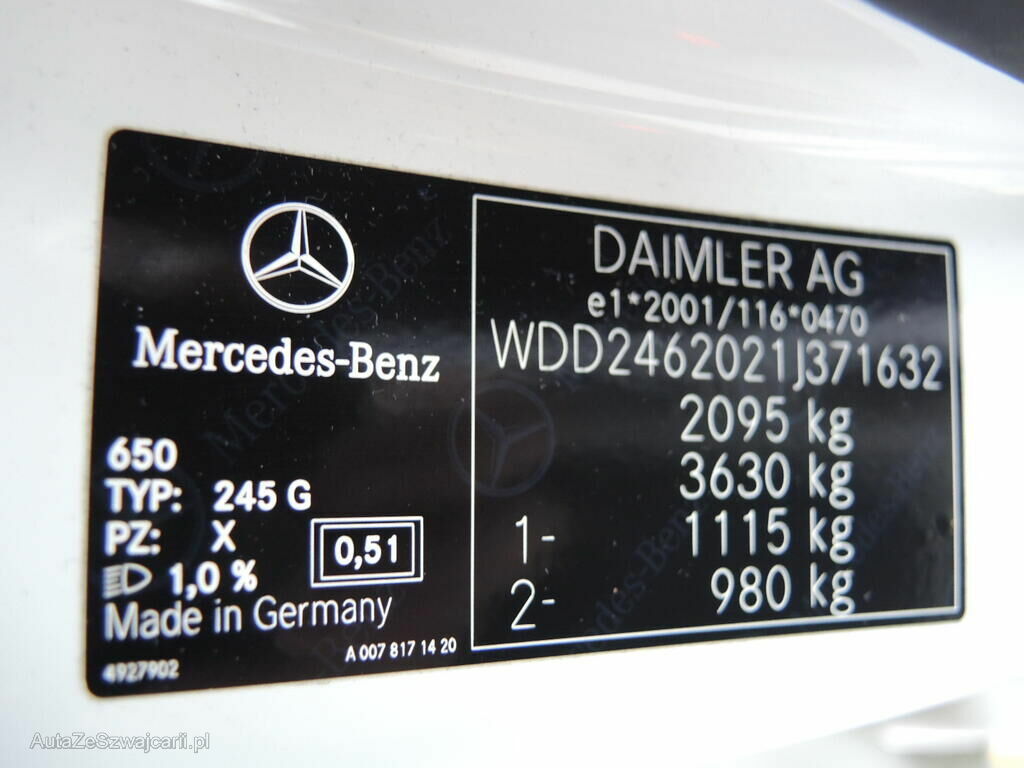 Mercedes-Benz
650
TYP: 245 G
PZ: X
1,0 %
0,51
Made in Germany
4927902
A 007 817 14 20
DAIMLER AG
e1*2001/116*0470
WDD2462021J371632
2095 kg
3630 kg
1- 1115 kg
2- 980 kg
AutaZeSzwajcarii.pl